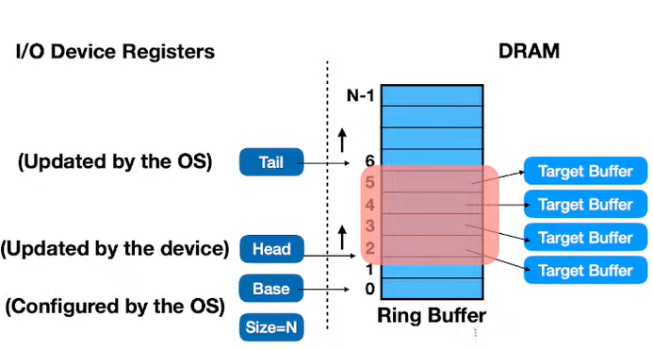 I/O Device Registers
DRAM
N-1
(Updated by the OS)
Tail
6
5
Target Buffer
4
Target Buffer
3
Target Buffer
(Updated by the device)
Head
2
Target Buffer
1
Base
0
(Configured by the OS)
Size=N
Ring Buffer